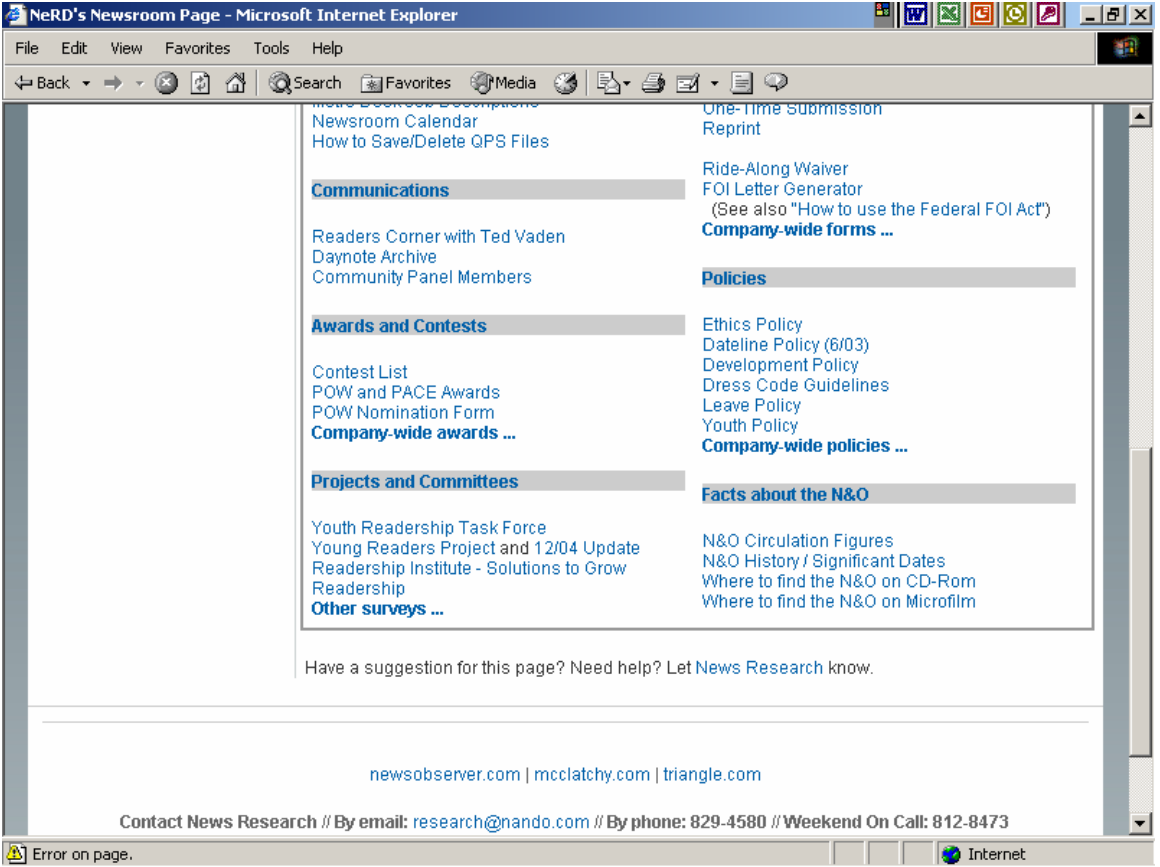 NeRD's Newsroom Page - Microsoft Internet Explorer
File Edit View Favorites Tools Help
Back Search Favorites Media
Metro Desk Job Descriptions
Newsroom Calendar
How to Save/Delete QPS Files
Communications
Readers Corner with Ted Vaden
Daynote Archive
Community Panel Members
Awards and Contests
Contest List
POW and PACE Awards
POW Nomination Form
Company-wide awards ...
Projects and Committees
Youth Readership Task Force
Young Readers Project and 12/04 Update
Readership Institute - Solutions to Grow
Readership
Other surveys ...
One-Time Submission
Reprint
Ride-Along Waiver
FOI Letter Generator
(See also "How to use the Federal FOI Act")
Company-wide forms ...
Policies
Ethics Policy
Dateline Policy (6/03)
Development Policy
Dress Code Guidelines
Leave Policy
Youth Policy
Company-wide policies ...
Facts about the N&O
N&O Circulation Figures
N&O History / Significant Dates
Where to find the N&O on CD-Rom
Where to find the N&O on Microfilm
Have a suggestion for this page? Need help? Let News Research know.
newsobserver.com | mcclatchy.com | triangle.com
Contact News Research // By email: research@nando.com // By phone: 829-4580 // Weekend On Call: 812-8473
Error on page. Internet